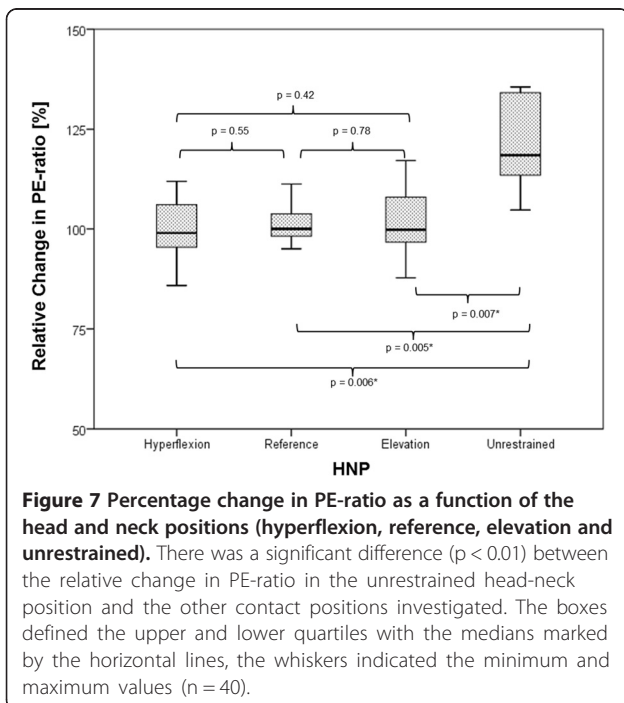 150
125
100
75
50
Relative Change in PE-ratio [%]
p = 0.42
p = 0.55
p = 0.78
p = 0.007*
p = 0.005*
p = 0.006*
Hyperflexion
Reference
Elevation
Unrestrained
HNP
Figure 7 Percentage change in PE-ratio as a function of the
head and neck positions (hyperflexion, reference, elevation and
unrestrained). There was a significant difference (p < 0.01) between
the relative change in PE-ratio in the unrestrained head-neck
position and the other contact positions investigated. The boxes
defined the upper and lower quartiles with the medians marked
by the horizontal lines, the whiskers indicated the minimum and
maximum values (n = 40).